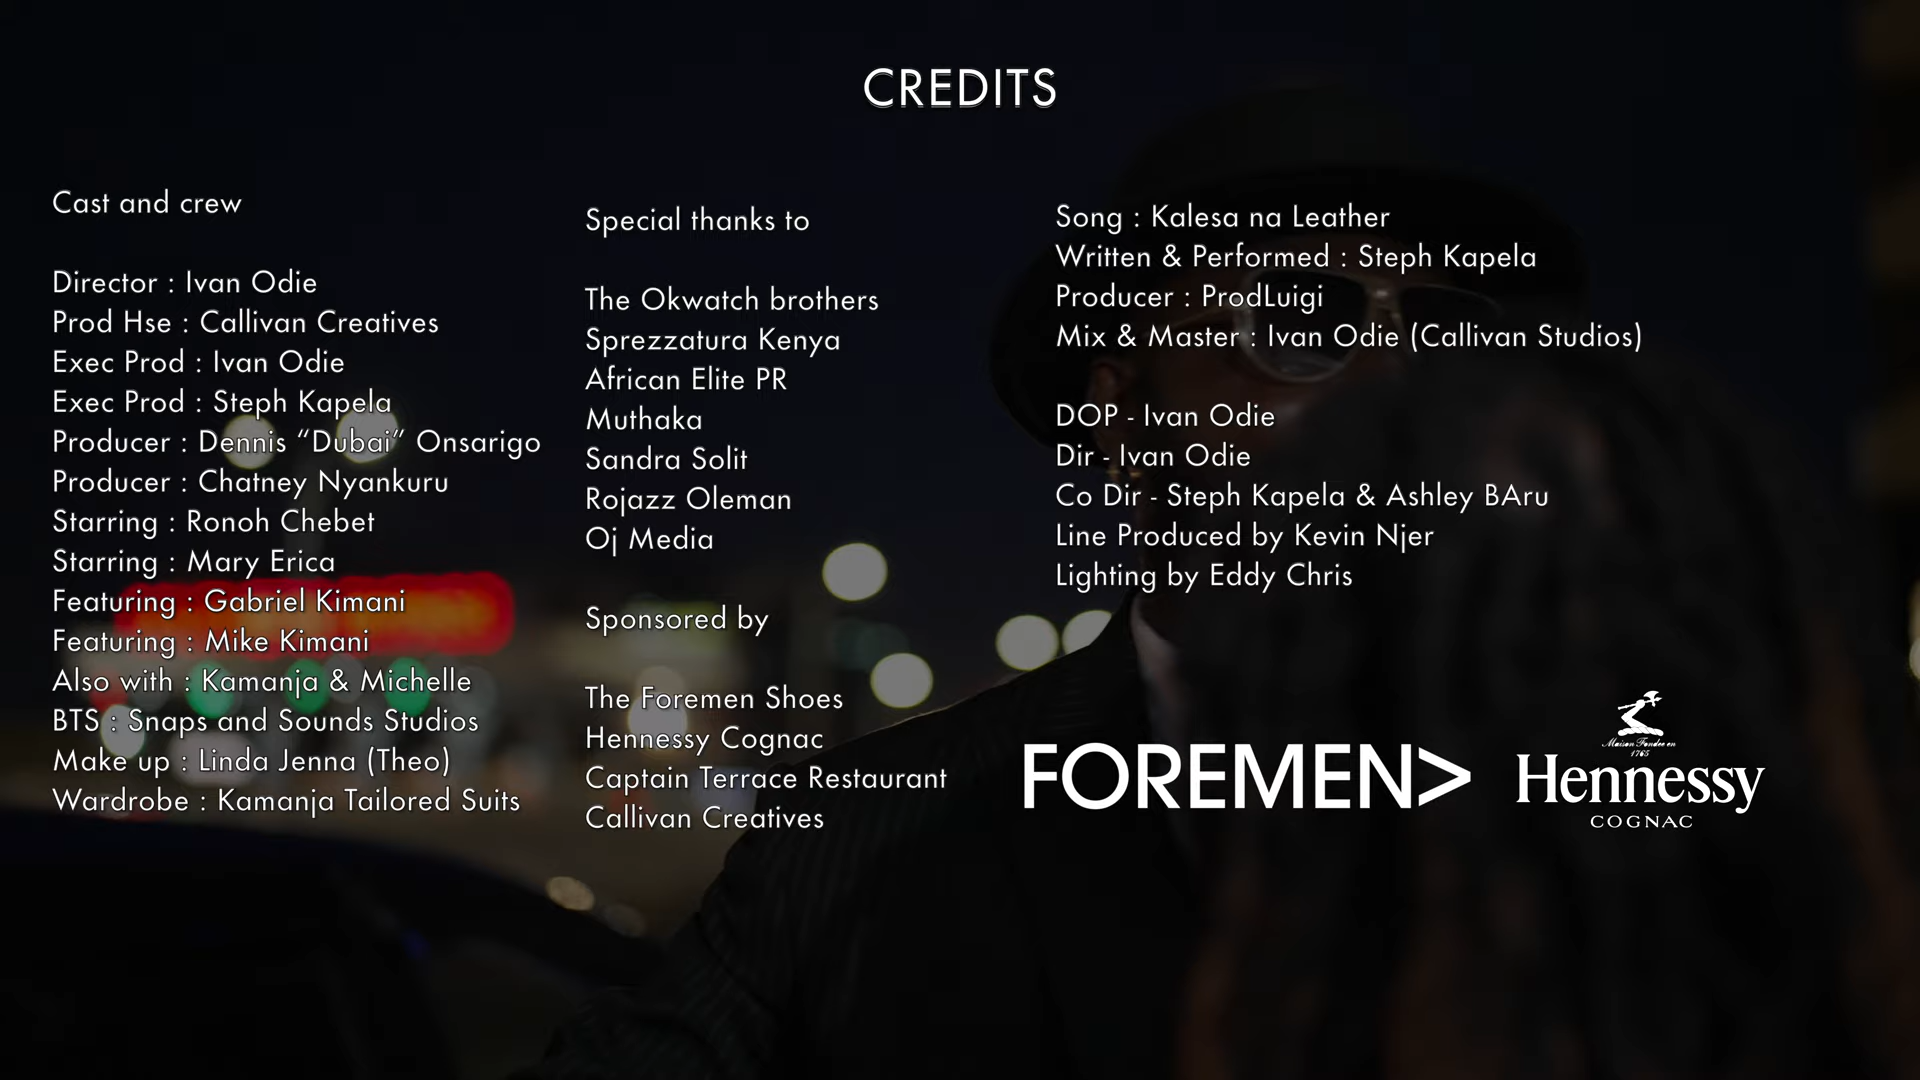 CREDITS
Cast and crew
Director : Ivan Odie
Prod Hse : Callivan Creatives
Exec Prod : Ivan Odie
Exec Prod : Steph Kapela
Producer : Dennis “Dubai” Onsarigo
Producer : Chatney Nyankuru
Starring : Ronoh Chebet
Starring : Mary Erica
Featuring : Gabriel Kimani
Featuring : Mike Kimani
Also with : Kamanja & Michelle
BTS : Snaps and Sounds Studios
Make up : Linda Jenna (Theo)
Wardrobe : Kamanja Tailored Suits
Special thanks to
The Okwatch brothers
Sprezzatura Kenya
African Elite PR
Muthaka
Sandra Solit
Rojazz Oleman
Oj Media
Sponsored by
The Foremen Shoes
Hennessy Cognac
Captain Terrace Restaurant
Callivan Creatives
Song : Kalesa na Leather
Written & Performed : Steph Kapela
Producer : ProdLuigi
Mix & Master : Ivan Odie (Callivan Studios)
DOP - Ivan Odie
Dir - Ivan Odie
Co Dir - Steph Kapela & Ashley BAru
Line Produced by Kevin Njer
Lighting by Eddy Chris
FOREMEN>
Maison Fondee en
1765
Hennessy
COGNAC